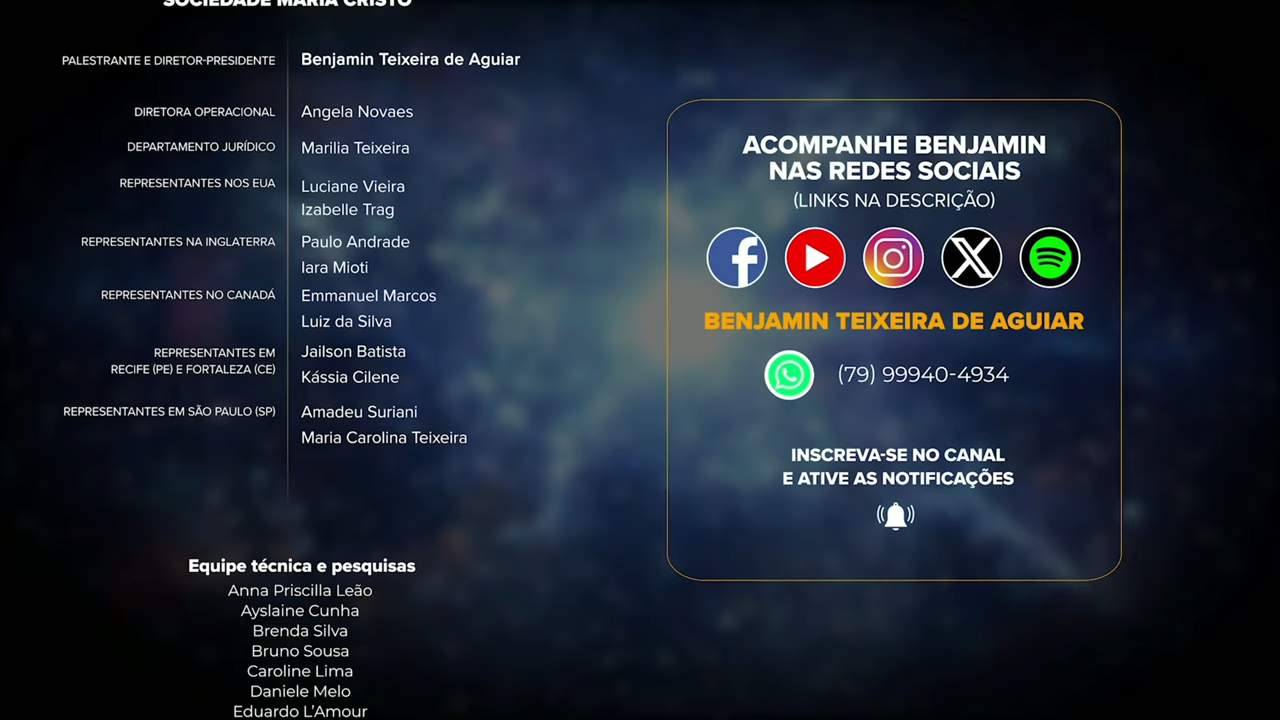 SOCIEDADE MARIA CRISTO
PALESTRANTE E DIRETOR-PRESIDENTE Benjamin Teixeira de Aguiar
DIRETORA OPERACIONAL Angela Novaes
DEPARTAMENTO JURÍDICO Marilia Teixeira
REPRESENTANTES NOS EUA Luciane Vieira
Izabelle Trag
REPRESENTANTES NA INGLATERRA Paulo Andrade
Iara Mioti
REPRESENTANTES NO CANADÁ Emmanuel Marcos
Luiz da Silva
REPRESENTANTES EM Jailson Batista
RECIFE (PE) E FORTALEZA (CE) Kássia Cilene
REPRESENTANTES EM SÃO PAULO (SP) Amadeu Suriani
Maria Carolina Teixeira
Equipe técnica e pesquisas
Anna Priscilla Leão
Ayslaine Cunha
Brenda Silva
Bruno Sousa
Caroline Lima
Daniele Melo
Eduardo L'Amour
ACOMPANHE BENJAMIN
NAS REDES SOCIAIS
(LINKS NA DESCRIÇÃO)
BENJAMIN TEIXEIRA DE AGUIAR
(79) 99940-4934
INSCREVA-SE NO CANAL
E ATIVE AS NOTIFICAÇÕES